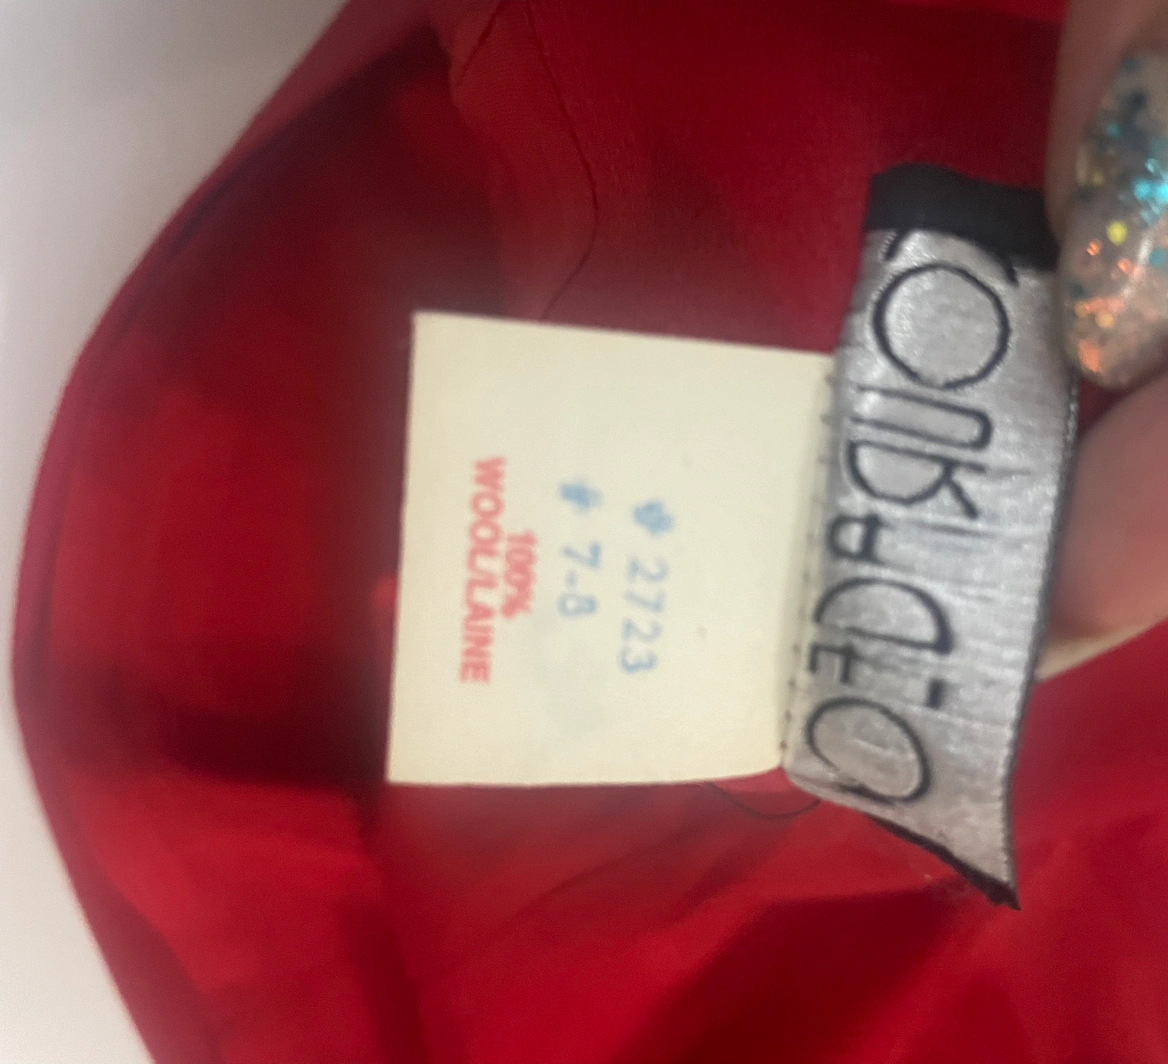 # 2723
# 7-8
100%
WOOL/LAINE